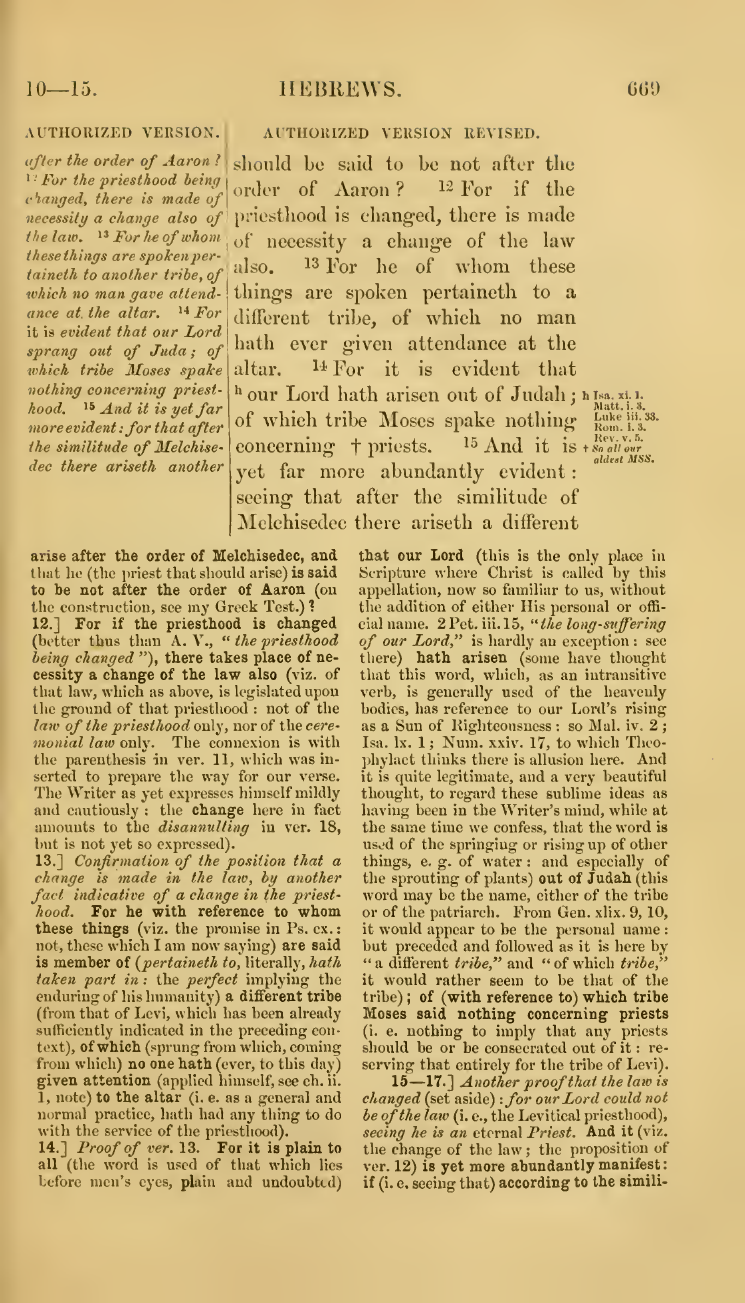 10—15.
HEBREWS.
669
AUTHORIZED VERSION.
after the order of Aaron?
12 For the priesthood being
changed, there is made of
necessity a change also of
the law. 13 For he of whom
these things are spoken per-
taineth to another tribe, of
which no man gave attend-
ance at the altar. 14 For
it is evident that our Lord
sprang out of Juda; of
which tribe Moses spake
nothing concerning priest-
hood. 15 And it is yet far
more evident: for that after
the similitude of Melchise-
dec there ariseth another
AUTHORIZED VERSION REVISED.
should be said to be not after the
order of Aaron? 12 For if the
priesthood is changed, there is made
of necessity a change of the law
also. 13 For he of whom these
things are spoken pertaineth to a
different tribe, of which no man
hath ever given attendance at the
altar. 14 For it is evident that
h our Lord hath arisen out of Judah;
of which tribe Moses spake nothing
concerning † priests. 15 And it is
yet far more abundantly evident:
seeing that after the similitude of
Melchisedec there ariseth a different
h Isa. xi. 1.
Matt. i. 3.
Luke iii. 33.
Rom. i. 3.
Rev. v. 5.
† So all our
oldest MSS.
arise after the order of Melchisedec, and
that he (the priest that should arise) is said
to be not after the order of Aaron (on
the construction, see my Greek Test.)?
12.] For if the priesthood is changed
(better thus than A. V., "the priesthood
being changed"), there takes place of ne-
cessity a change of the law also (viz. of
that law, which as above, is legislated upon
the ground of that priesthood: not of the
law of the priesthood only, nor of the cere-
monial law only. The connexion is with
the parenthesis in ver. 11, which was in-
serted to prepare the way for our verse.
The Writer as yet expresses himself mildly
and cautiously: the change here in fact
amounts to the disannulling in ver. 18,
but is not yet so expressed).
13.] Confirmation of the position that a
change is made in the law, by another
fact indicative of a change in the priest-
hood. For he with reference to whom
these things (viz. the promise in Ps. cx.:
not, these which I am now saying) are said
is member of (pertaineth to, literally, hath
taken part in: the perfect implying the
enduring of his humanity) a different tribe
(from that of Levi, which has been already
sufficiently indicated in the preceding con-
text), of which (sprung from which, coming
from which) no one hath (ever, to this day)
given attention (applied himself, see ch. ii.
1, note) to the altar (i. e. as a general and
normal practice, hath had any thing to do
with the service of the priesthood).
14.] Proof of ver. 13. For it is plain to
all (the word is used of that which lies
before men's eyes, plain and undoubted)
that our Lord (this is the only place in
Scripture where Christ is called by this
appellation, now so familiar to us, without
the addition of either His personal or offi-
cial name. 2 Pet. iii. 15, "the long-suffering
of our Lord," is hardly an exception: see
there) hath arisen (some have thought
that this word, which, as an intransitive
verb, is generally used of the heavenly
bodies, has reference to our Lord's rising
as a Sun of Righteousness: so Mal. iv. 2;
Isa. lx. 1; Num. xxiv. 17, to which Theo-
phylact thinks there is allusion here. And
it is quite legitimate, and a very beautiful
thought, to regard these sublime ideas as
having been in the Writer's mind, while at
the same time we confess, that the word is
used of the springing or rising up of other
things, e. g. of water: and especially of
the sprouting of plants) out of Judah (this
word may be the name, either of the tribe
or of the patriarch. From Gen. xlix. 9, 10,
it would appear to be the personal name:
but preceded and followed as it is here by
"a different tribe," and "of which tribe,"
it would rather seem to be that of the
tribe); of (with reference to) which tribe
Moses said nothing concerning priests
(i. e. nothing to imply that any priests
should be or be consecrated out of it: re-
serving that entirely for the tribe of Levi).
15—17.] Another proof that the law is
changed (set aside): for our Lord could not
be of the law (i. e., the Levitical priesthood),
seeing he is an eternal Priest. And it (viz.
the change of the law; the proposition of
ver. 12) is yet more abundantly manifest:
if (i. e. seeing that) according to the simili-